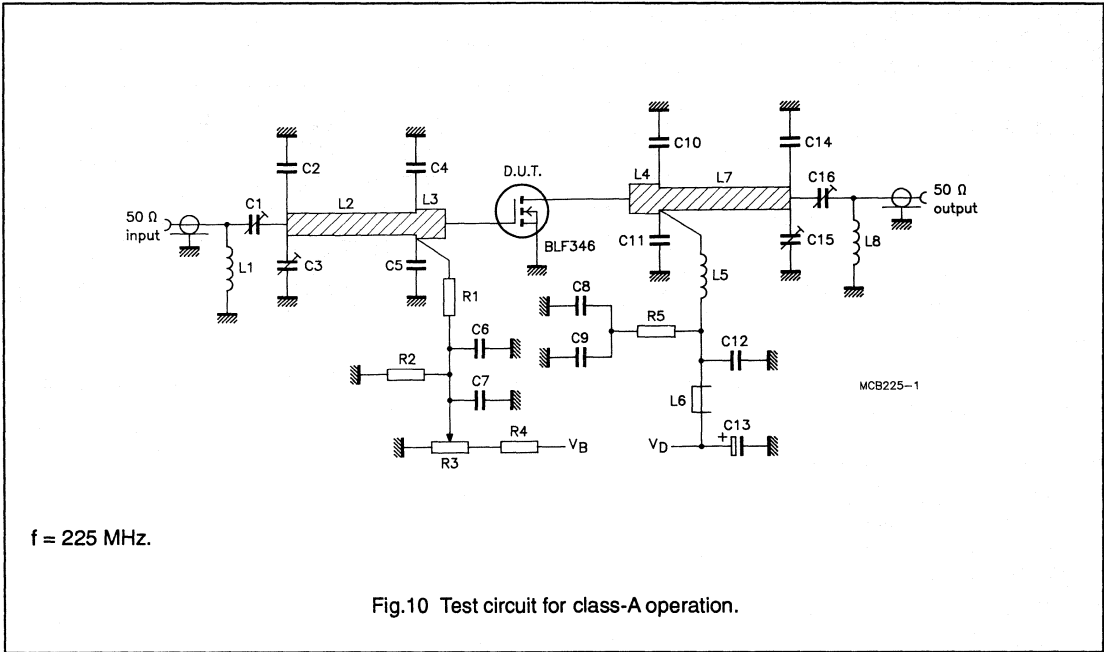 C10
C14
C2
C4
D.U.T.
L4
L7
C16
50 Ω
output
L2
L3
50 Ω
input
C1
BLF346
C11
C15
L8
L1
C3
C5
L5
R1
C8
R5
C6
C9
C12
R2
MCB225-1
C7
L6
R4
C13
VB
VD
+
R3
f = 225 MHz.
Fig.10 Test circuit for class-A operation.